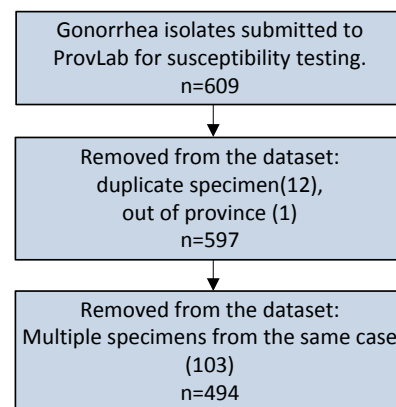 Gonorrhea isolates submitted to
ProvLab for susceptibility testing.
n=609
Removed from the dataset:
duplicate specimen(12),
out of province (1)
n=597
Removed from the dataset:
Multiple specimens from the same case
(103)
n=494